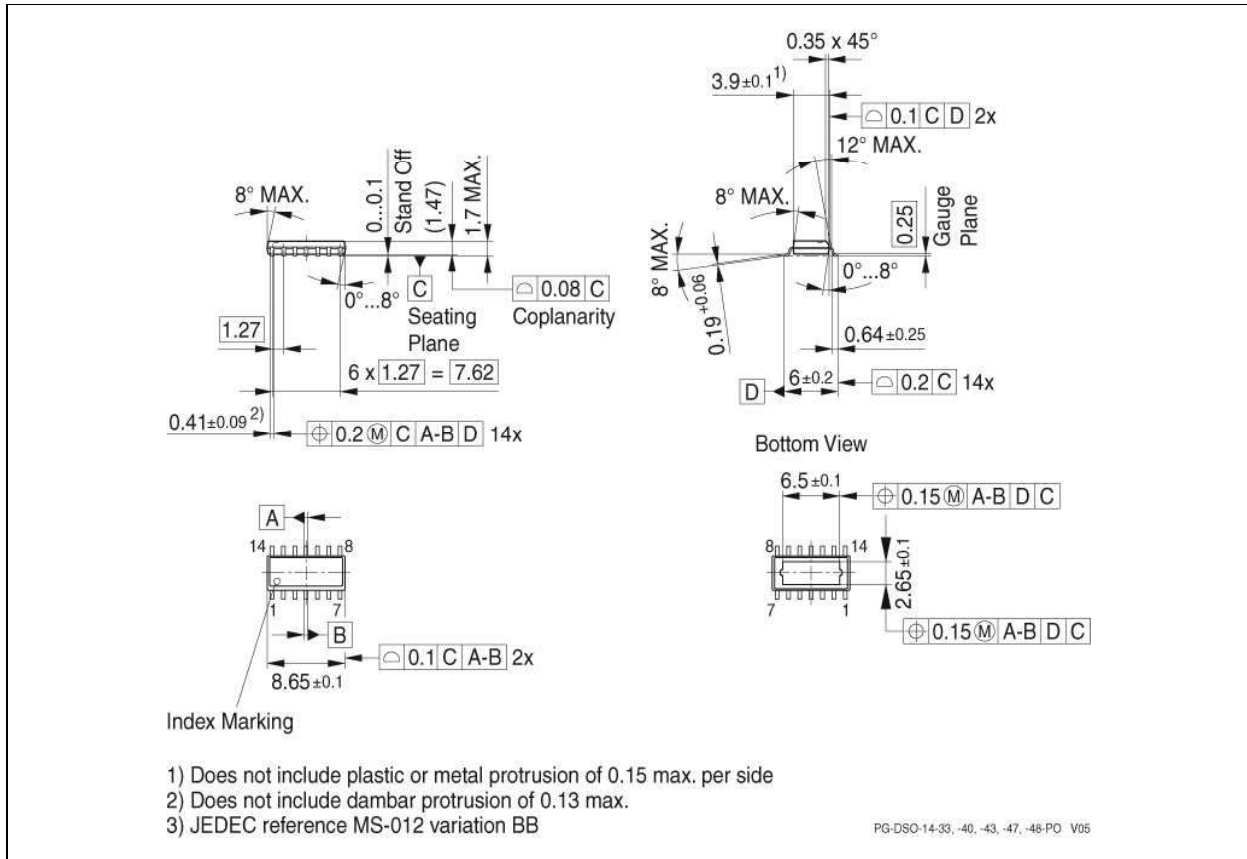 0.35 x 45°
3.9±0.1 1)
⌓ 0.1 C D 2x
12° MAX.
8° MAX.
0.25
Gauge
Plane
8° MAX.
0.19 +0.06
0°...8°
0.64±0.25
D
6±0.2
⌓ 0.2 C 14x
8° MAX.
0...0.1
Stand Off
(1.47)
1.7 MAX.
0°...8°
C
Seating
Plane
⌓ 0.08 C
Coplanarity
1.27
6 x 1.27 = 7.62
0.41±0.09 2)
⌖ 0.2 Ⓜ C A-B D 14x
Bottom View
6.5±0.1
⌖ 0.15 Ⓜ A-B D C
8
14
2.65±0.1
7
1
⌖ 0.15 Ⓜ A-B D C
A
14
8
1
7
B
⌓ 0.1 C A-B 2x
8.65±0.1
Index Marking
1) Does not include plastic or metal protrusion of 0.15 max. per side
2) Does not include dambar protrusion of 0.13 max.
3) JEDEC reference MS-012 variation BB
PG-DSO-14-33, -40, -43, -47, -48-PO V05